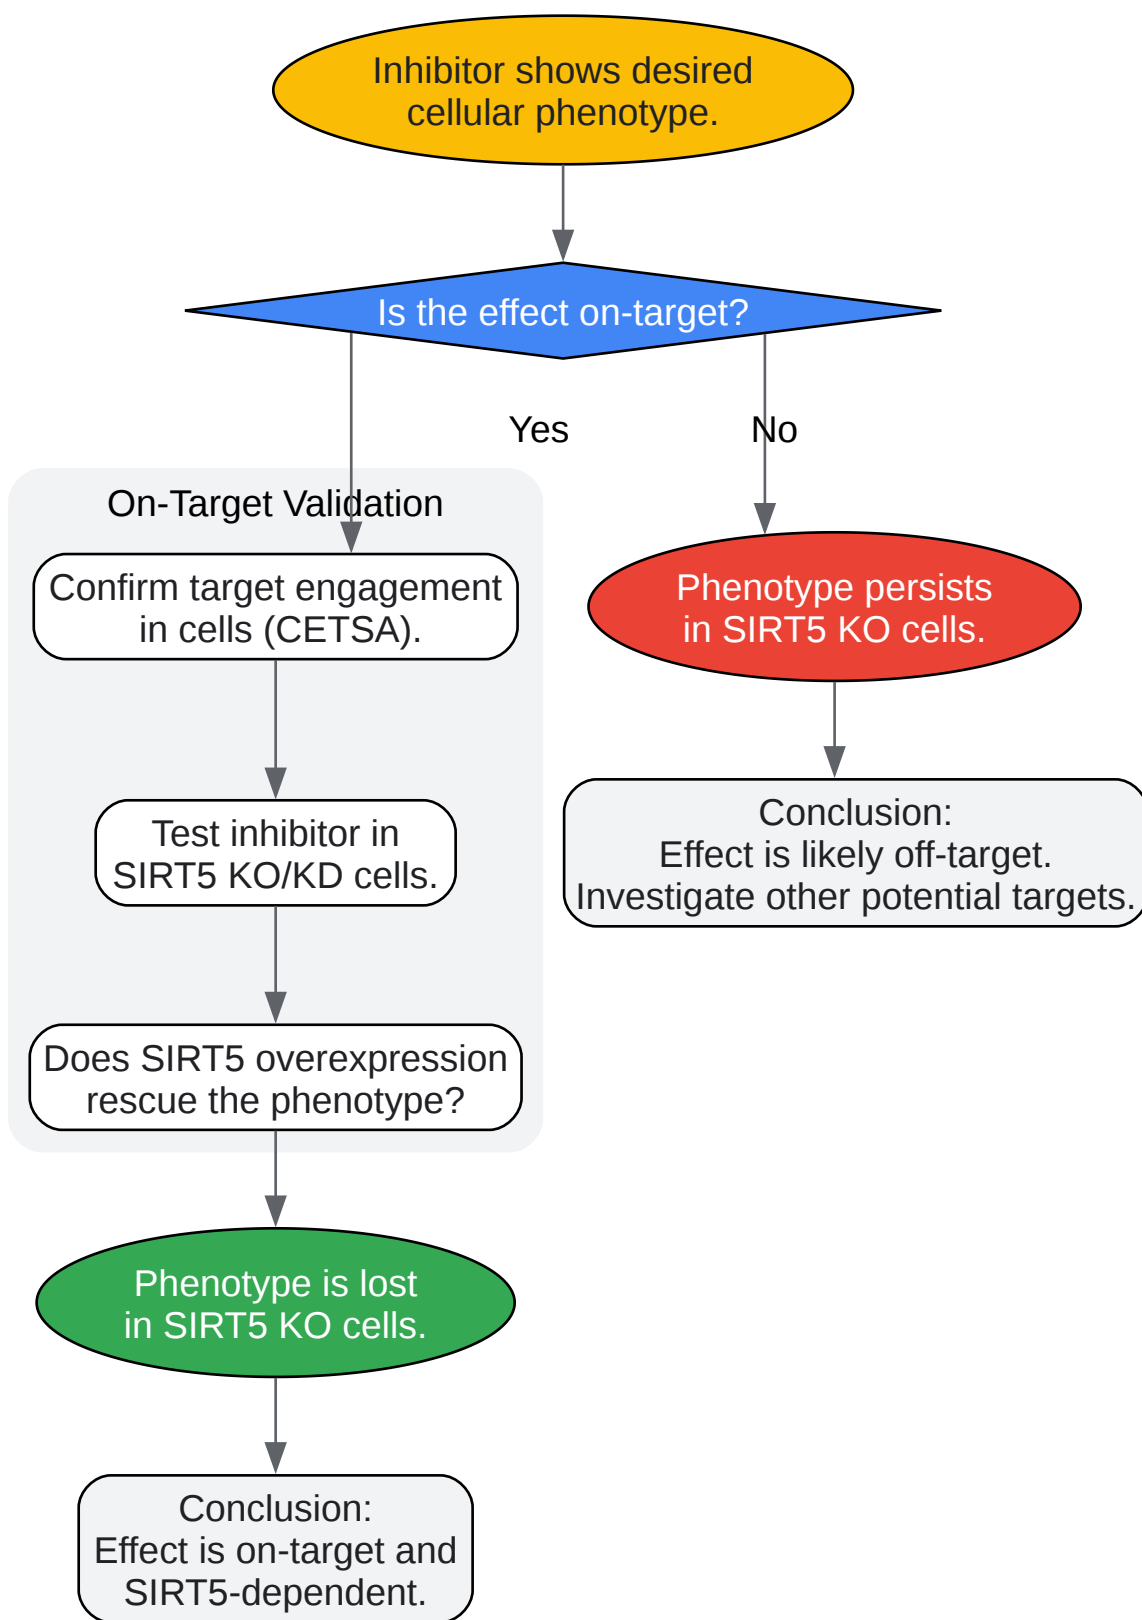 Inhibitor shows desired
cellular phenotype.
Is the effect on-target?
Yes
No
On-Target Validation
Confirm target engagement
in cells (CETSA).
Phenotype persists
in SIRT5 KO cells.
Test inhibitor in
SIRT5 KO/KD cells.
Conclusion:
Effect is likely off-target.
Investigate other potential targets.
Does SIRT5 overexpression
rescue the phenotype?
Phenotype is lost
in SIRT5 KO cells.
Conclusion:
Effect is on-target and
SIRT5-dependent.